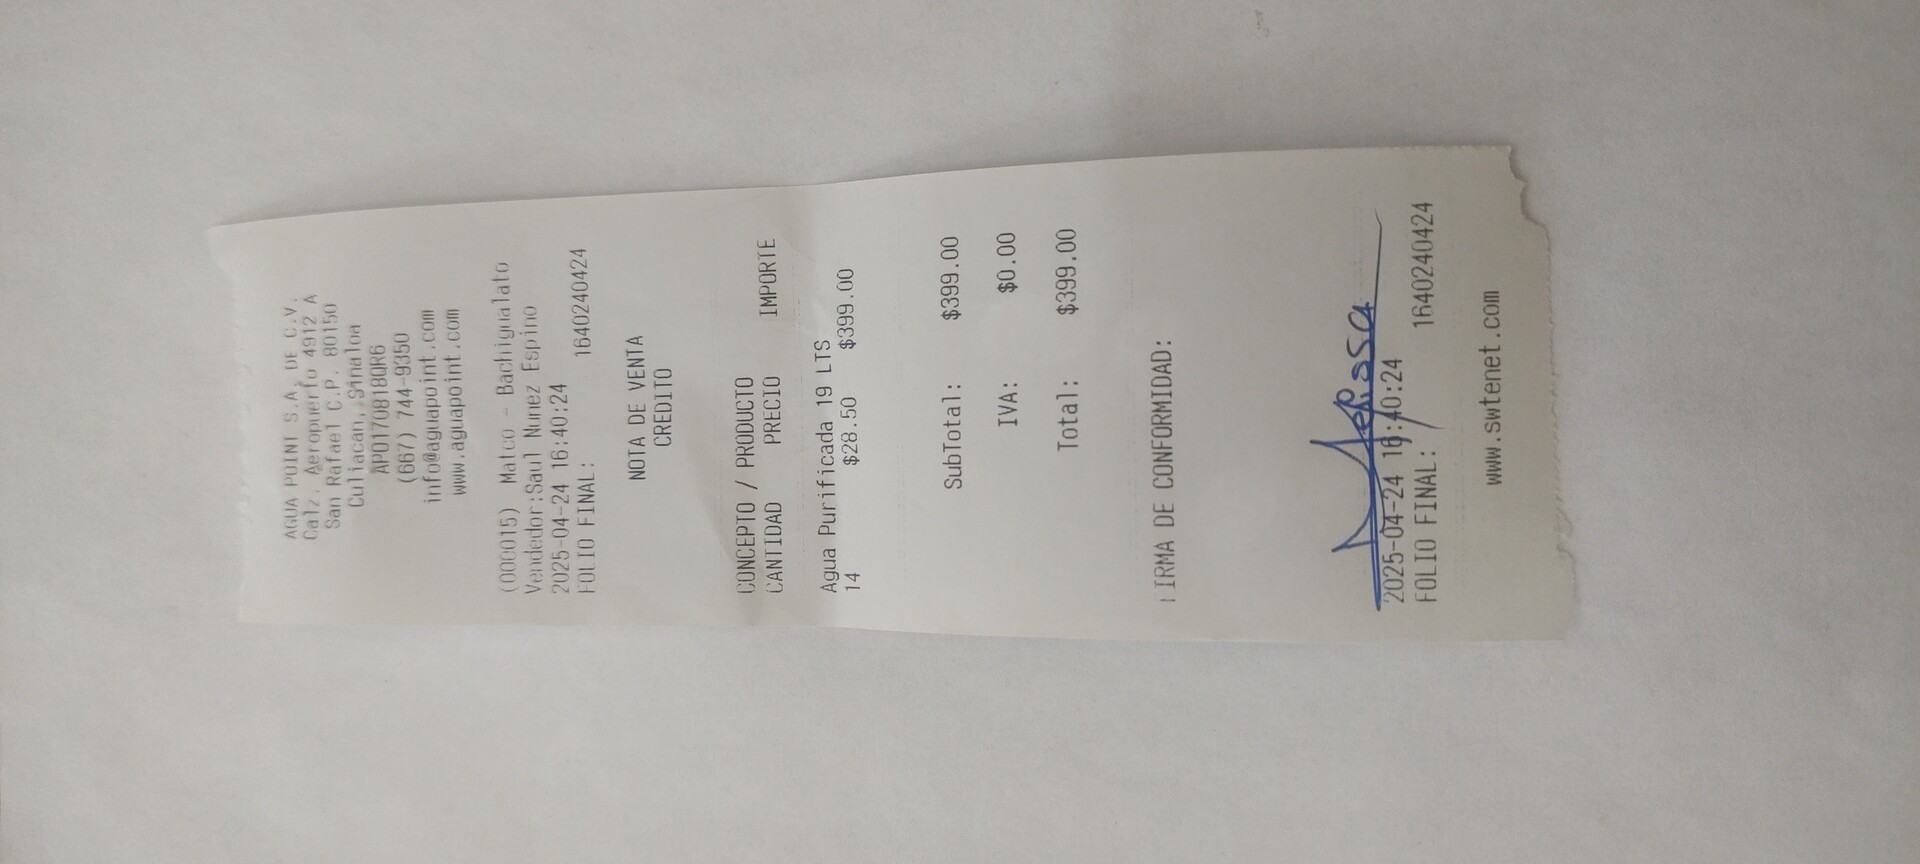 AGUA POINT S.A. DE C.V.
Calz. Aeropuerto 4912 A
San Rafael C.P. 80150
Culiacan, Sinaloa
APO170818QR6
(667) 744-9350
info@aguapoint.com
www.aguapoint.com
(000015) Matco - Bachigualato
Vendedor:Saul Nunez Espino
2025-04-24 16:40:24
FOLIO FINAL: 1640240424
NOTA DE VENTA
CREDITO
CONCEPTO / PRODUCTO
CANTIDAD PRECIO IMPORTE
Agua Purificada 19 LTS
14 $28.50 $399.00
SubTotal: $399.00
IVA: $0.00
Total: $399.00
FIRMA DE CONFORMIDAD:
2025-04-24 16:40:24
FOLIO FINAL: 1640240424
www.swtenet.com